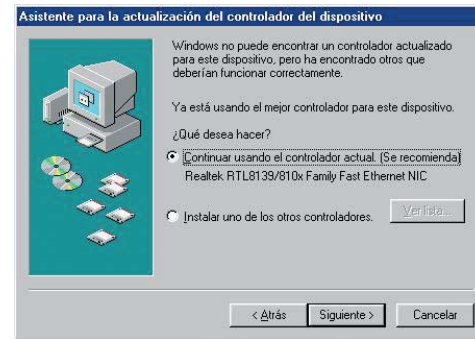 Asistente para la actualización del controlador del dispositivo
Windows no puede encontrar un controlador actualizado
para este dispositivo, pero ha encontrado otros que
deberían funcionar correctamente.
Ya está usando el mejor controlador para este dispositivo.
¿Qué desea hacer?
Continuar usando el controlador actual. (Se recomienda)
Realtek RTL8139/810x Family Fast Ethernet NIC
Instalar uno de los otros controladores.
Ver lista...
< Atrás
Siguiente >
Cancelar